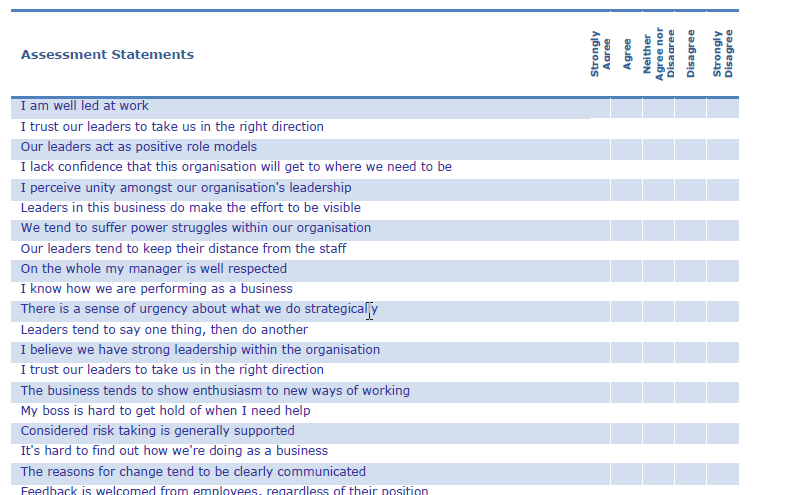 Assessment Statements
Strongly
Agree
Agree
Neither
Agree nor
Disagree
Disagree
Strongly
Disagree
I am well led at work
I trust our leaders to take us in the right direction
Our leaders act as positive role models
I lack confidence that this organisation will get to where we need to be
I perceive unity amongst our organisation's leadership
Leaders in this business do make the effort to be visible
We tend to suffer power struggles within our organisation
Our leaders tend to keep their distance from the staff
On the whole my manager is well respected
I know how we are performing as a business
There is a sense of urgency about what we do strategically
Leaders tend to say one thing, then do another
I believe we have strong leadership within the organisation
I trust our leaders to take us in the right direction
The business tends to show enthusiasm to new ways of working
My boss is hard to get hold of when I need help
Considered risk taking is generally supported
It's hard to find out how we're doing as a business
The reasons for change tend to be clearly communicated
Feedback is welcomed from employees, regardless of their position